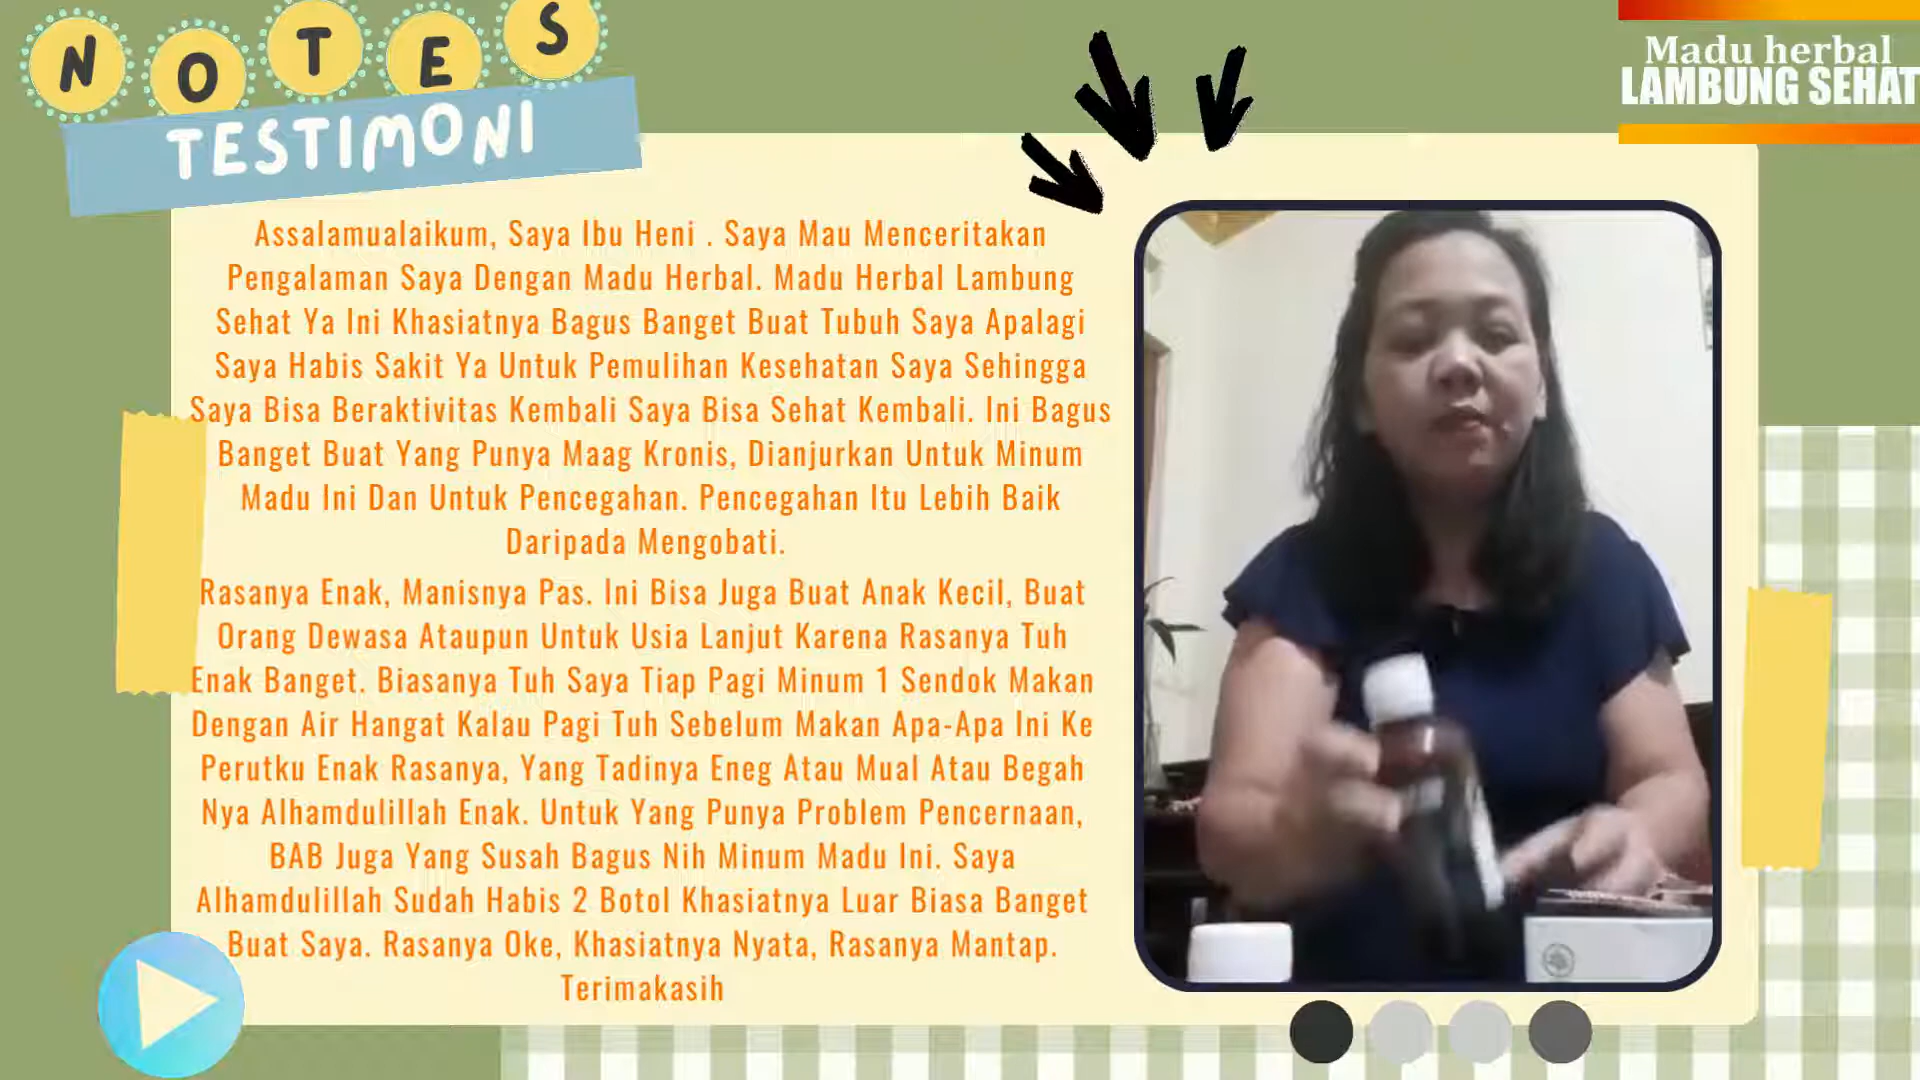 NOTES
TESTIMONI
Madu herbal
LAMBUNG SEHAT
Assalamualaikum, Saya Ibu Heni . Saya Mau Menceritakan
Pengalaman Saya Dengan Madu Herbal. Madu Herbal Lambung
Sehat Ya Ini Khasiatnya Bagus Banget Buat Tubuh Saya Apalagi
Saya Habis Sakit Ya Untuk Pemulihan Kesehatan Saya Sehingga
Saya Bisa Beraktivitas Kembali Saya Bisa Sehat Kembali. Ini Bagus
Banget Buat Yang Punya Maag Kronis, Dianjurkan Untuk Minum
Madu Ini Dan Untuk Pencegahan. Pencegahan Itu Lebih Baik
Daripada Mengobati.
Rasanya Enak, Manisnya Pas. Ini Bisa Juga Buat Anak Kecil, Buat
Orang Dewasa Ataupun Untuk Usia Lanjut Karena Rasanya Tuh
Enak Banget. Biasanya Tuh Saya Tiap Pagi Minum 1 Sendok Makan
Dengan Air Hangat Kalau Pagi Tuh Sebelum Makan Apa-Apa Ini Ke
Perutku Enak Rasanya, Yang Tadinya Eneg Atau Mual Atau Begah
Nya Alhamdulillah Enak. Untuk Yang Punya Problem Pencernaan,
BAB Juga Yang Susah Bagus Nih Minum Madu Ini. Saya
Alhamdulillah Sudah Habis 2 Botol Khasiatnya Luar Biasa Banget
Buat Saya. Rasanya Oke, Khasiatnya Nyata, Rasanya Mantap.
Terimakasih